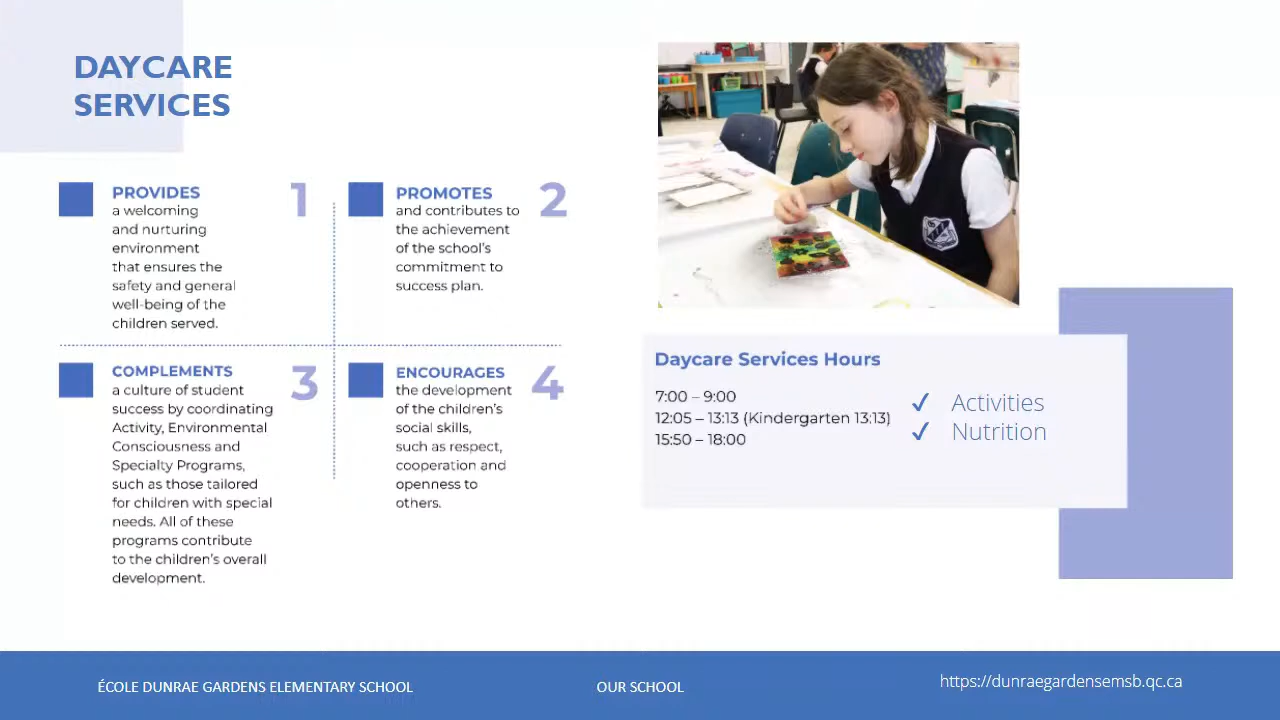 DAYCARE
SERVICES
PROVIDES
1
a welcoming
and nurturing
environment
that ensures the
safety and general
well-being of the
children served.
PROMOTES
2
and contributes to
the achievement
of the school's
commitment to
success plan.
COMPLEMENTS
3
a culture of student
success by coordinating
Activity, Environmental
Consciousness and
Specialty Programs,
such as those tailored
for children with special
needs. All of these
programs contribute
to the children's overall
development.
ENCOURAGES
4
the development
of the children's
social skills,
such as respect,
cooperation and
openness to
others.
Daycare Services Hours
7:00 – 9:00
12:05 – 13:13 (Kindergarten 13:13)
15:50 – 18:00
✓ Activities
✓ Nutrition
ÉCOLE DUNRAE GARDENS ELEMENTARY SCHOOL
OUR SCHOOL
https://dunraegardensemsb.qc.ca